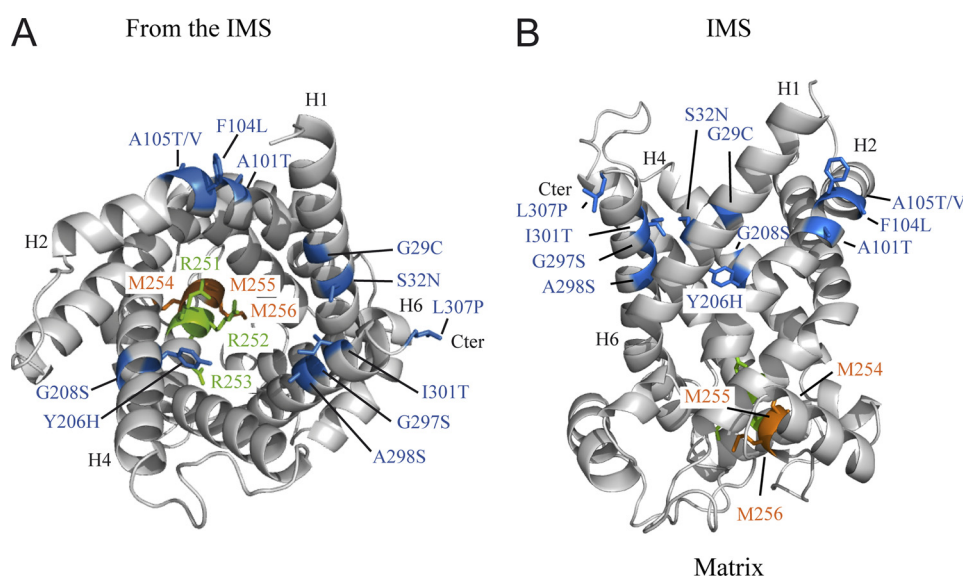 A
From the IMS
H1
F104L
A105T/V
A101T
H2
R251
M254
M255
M256
G29C
S32N
H6
L307P
Cter
R252
R253
G208S
Y206H
I301T
G297S
A298S
H4
B
IMS
H1
S32N
G29C
H4
H2
Cter
L307P
A105T/V
F104L
A101T
I301T
G208S
G297S
A298S
Y206H
H6
M254
M255
M256
Matrix